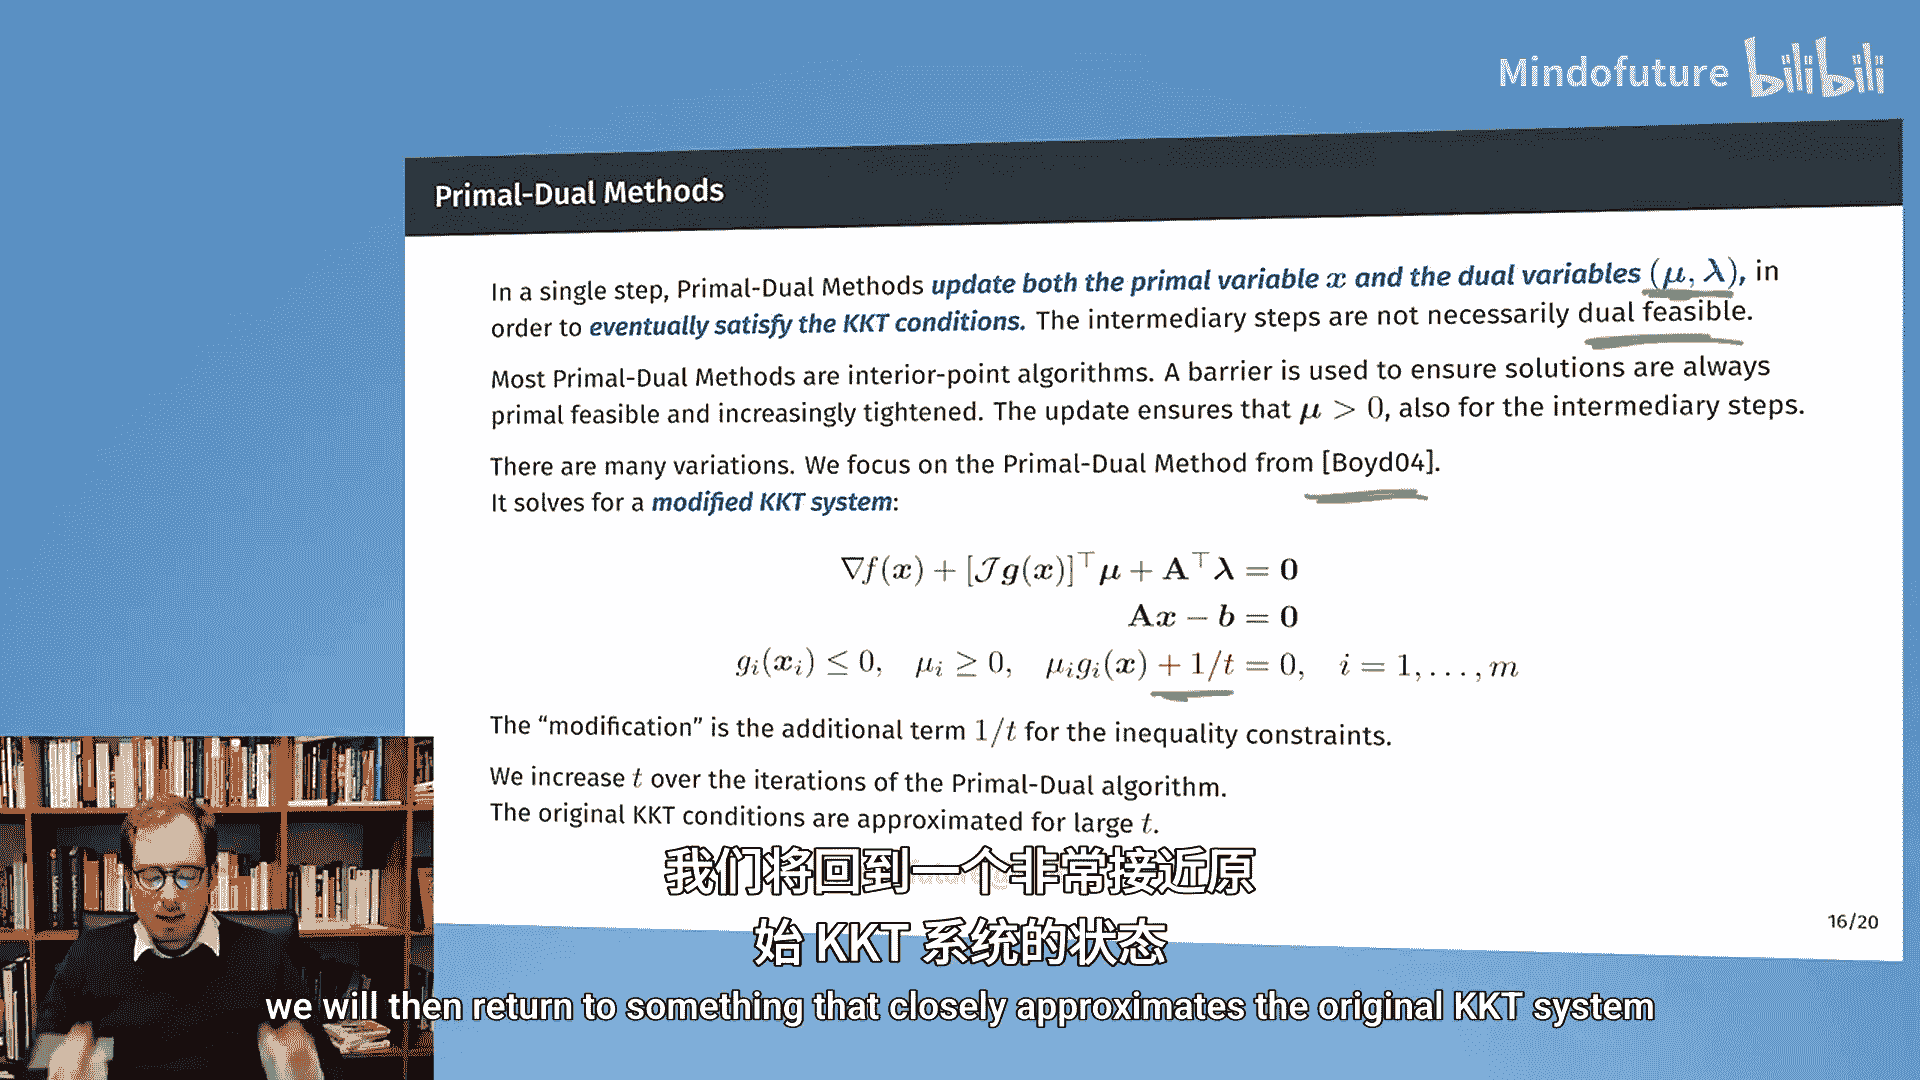 Mindofuture bilibili
Primal-Dual Methods
In a single step, Primal-Dual Methods update both the primal variable x and the dual variables (μ, λ), in
order to eventually satisfy the KKT conditions. The intermediary steps are not necessarily dual feasible.
Most Primal-Dual Methods are interior-point algorithms. A barrier is used to ensure solutions are always
primal feasible and increasingly tightened. The update ensures that μ > 0, also for the intermediary steps.
There are many variations. We focus on the Primal-Dual Method from [Boyd04].
It solves for a modified KKT system:
∇f(x) + [𝒥g(x)]⊤μ + A⊤λ = 0
Ax − b = 0
gᵢ(xᵢ) ≤ 0, μᵢ ≥ 0, μᵢgᵢ(x) + 1/t = 0, i = 1, . . . , m
The “modification” is the additional term 1/t for the inequality constraints.
We increase t over the iterations of the Primal-Dual algorithm.
The original KKT conditions are approximated for large t.
我们将回到一个非常接近原
始 KKT 系统的状态
16/20
we will then return to something that closely approximates the original KKT system